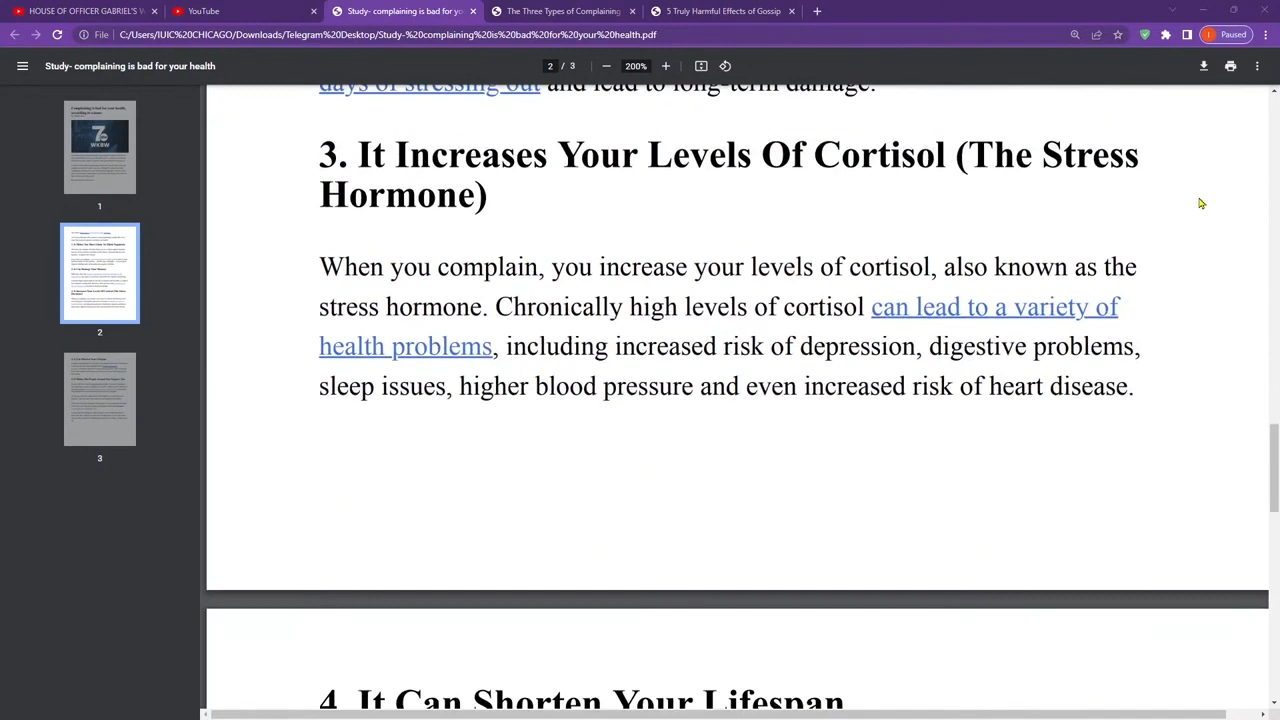 HOUSE OF OFFICER GABRIEL'S W
YouTube
Study- complaining is bad for yo
The Three Types of Complaining
5 Truly Harmful Effects of Gossip
File
C:/Users/IUIC%20CHICAGO/Downloads/Telegram%20Desktop/Study-%20complaining%20is%20bad%20for%20your%20health.pdf
I Paused
Study- complaining is bad for your health
2 / 3
200%
days of stressing out and lead to long-term damage.
3. It Increases Your Levels Of Cortisol (The Stress
Hormone)
When you complain, you increase your levels of cortisol, also known as the
stress hormone. Chronically high levels of cortisol can lead to a variety of
health problems, including increased risk of depression, digestive problems,
sleep issues, higher blood pressure and even increased risk of heart disease.
4. It Can Shorten Your Lifespan
7
WKBW
1
2
3